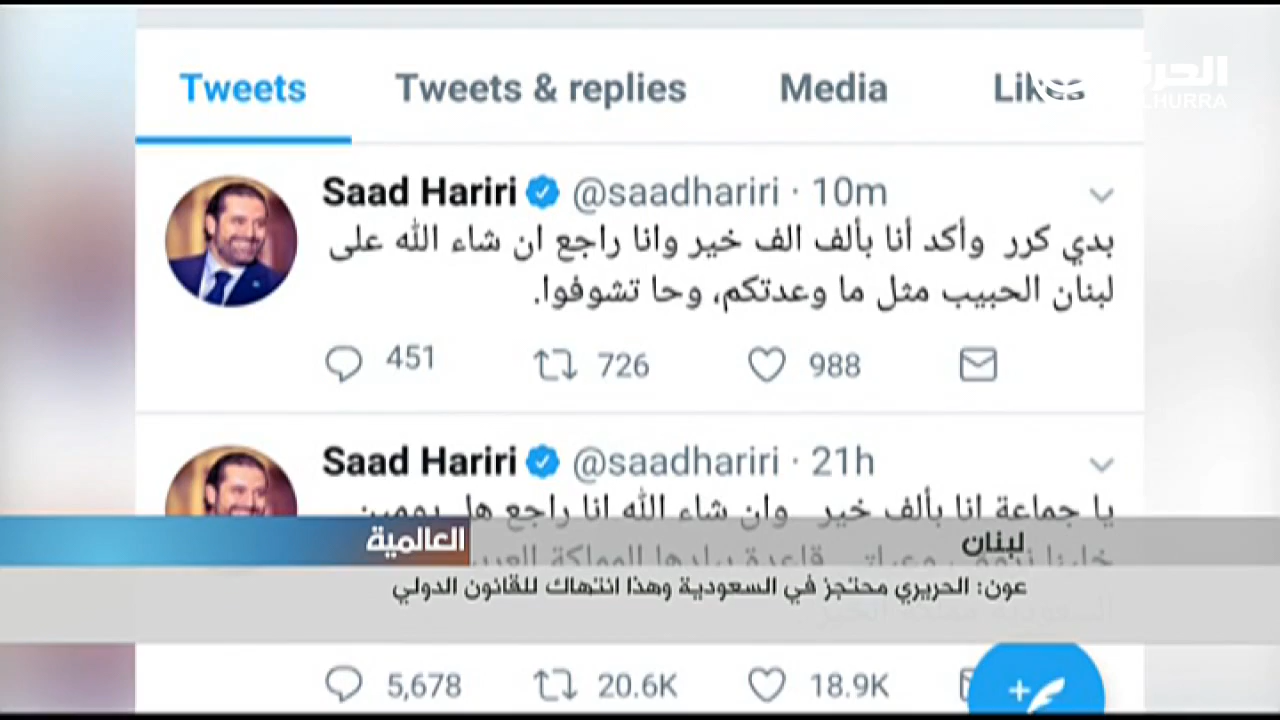 Tweets Tweets & replies Media Likes
الحرة
ALHURRA
Saad Hariri @saadhariri · 10m
بدي كرر وأكد أنا بألف الف خير وانا راجع ان شاء الله على
لبنان الحبيب مثل ما وعدتكم، وحا تشوفوا.
451 726 988
Saad Hariri @saadhariri · 21h
يا جماعة انا بألف خير وان شاء الله انا راجع هل يومين
لبنان
العالمية
عون: الحريري محتجز في السعودية وهذا انتهاك للقانون الدولي
5,678 20.6K 18.9K